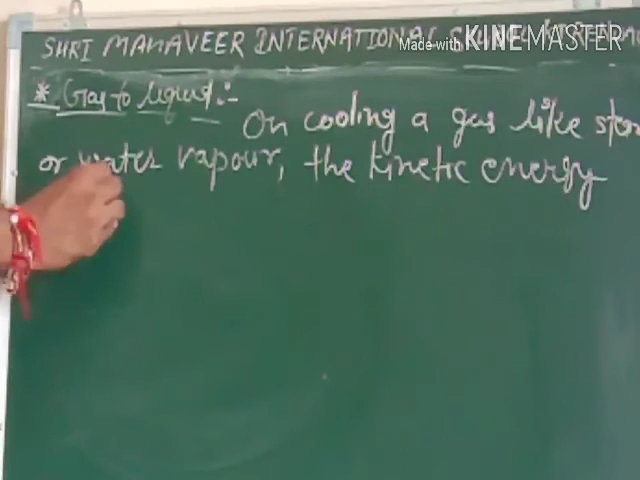 SHRI MAHAVEER INTERNATIONAL
Made with KINEMASTER
* Gas to liquid :-
On cooling a gas like
or water vapour, the kinetic energy